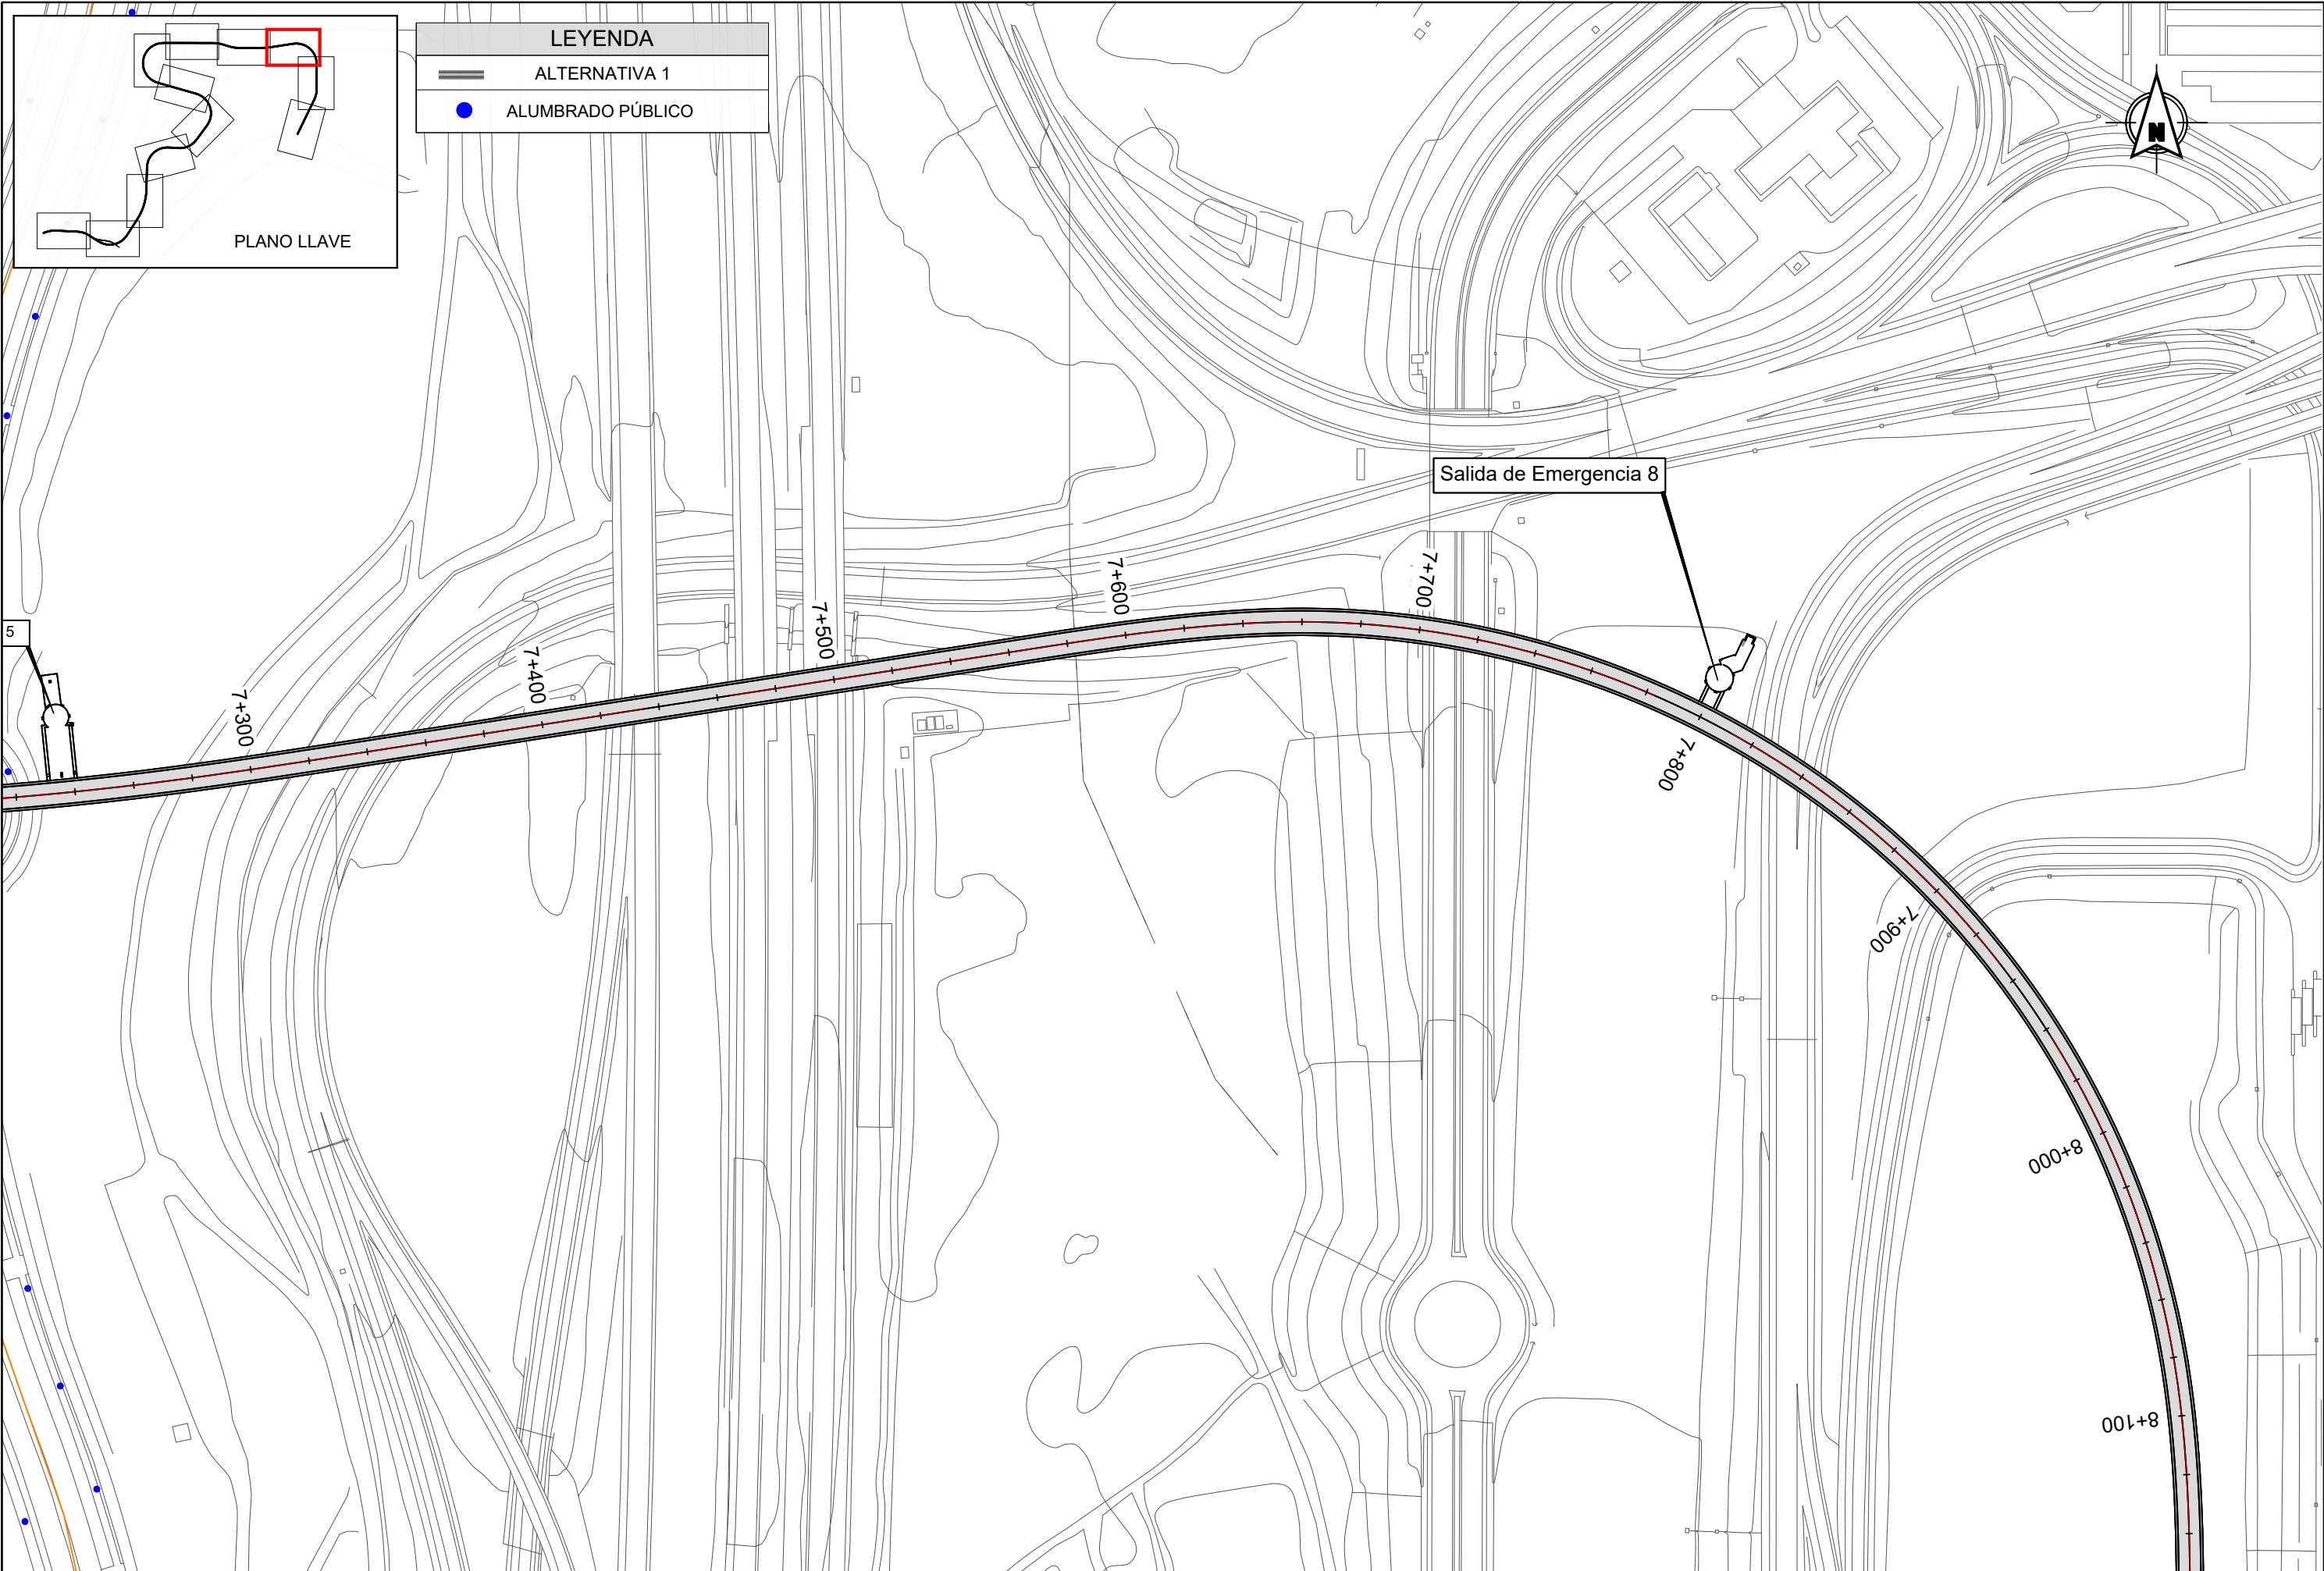 LEYENDA
ALTERNATIVA 1
ALUMBRADO PÚBLICO
PLANO LLAVE
N
Salida de Emergencia 8
5
7+300
7+400
7+500
7+600
7+700
7+800
7+900
8+000
8+100